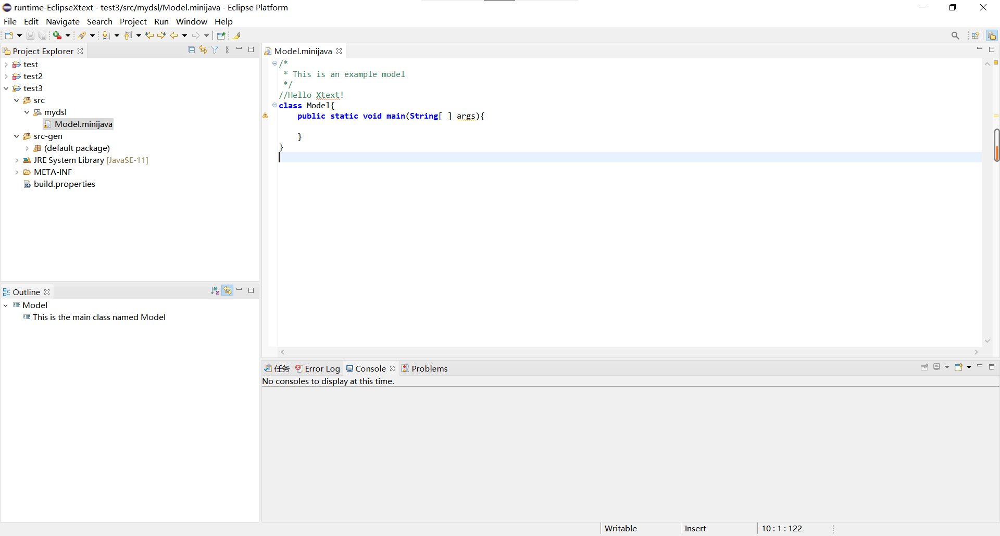 runtime-EclipseXtext - test3/src/mydsl/Model.minijava - Eclipse Platform
File Edit Navigate Search Project Run Window Help
Project Explorer
test
test2
test3
src
mydsl
Model.minijava
src-gen
(default package)
JRE System Library [JavaSE-11]
META-INF
build.properties
Outline
Model
This is the main class named Model
Model.minijava
/*
* This is an example model
*/
//Hello Xtext!
class Model{
public static void main(String[ ] args){
}
}
任务 Error Log Console Problems
No consoles to display at this time.
Writable Insert 10 : 1 : 122